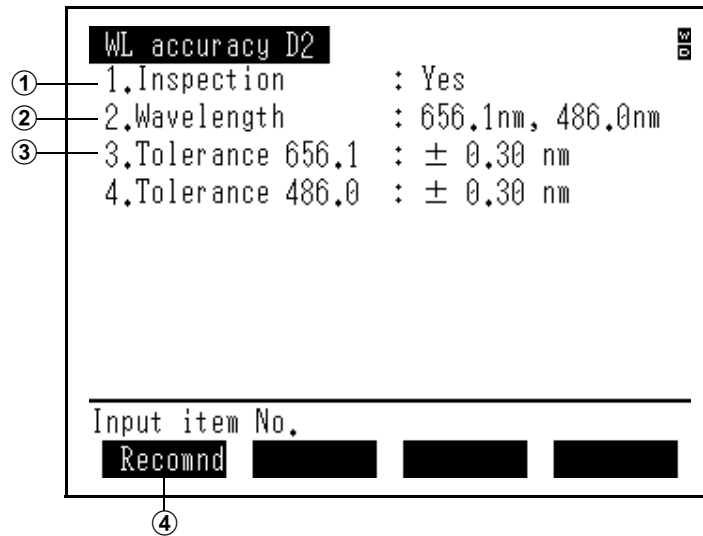 WL accuracy D2
W D
① 1.Inspection : Yes
② 2.Wavelength : 656.1nm, 486.0nm
③ 3.Tolerance 656.1 : ± 0.30 nm
4.Tolerance 486.0 : ± 0.30 nm
Input item No.
Recomnd
④